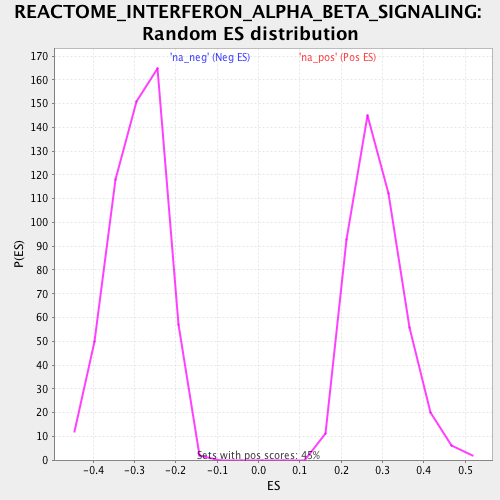 REACTOME_INTERFERON_ALPHA_BETA_SIGNALING:
Random ES distribution
'na_neg' (Neg ES) 'na_pos' (Pos ES)
170
160
150
140
130
120
110
100
90
80
70
60
50
40
30
20
10
0
P(ES)
Sets with pos scores: 45%
-0.4 -0.3 -0.2 -0.1 0.0 0.1 0.2 0.3 0.4 0.5
ES